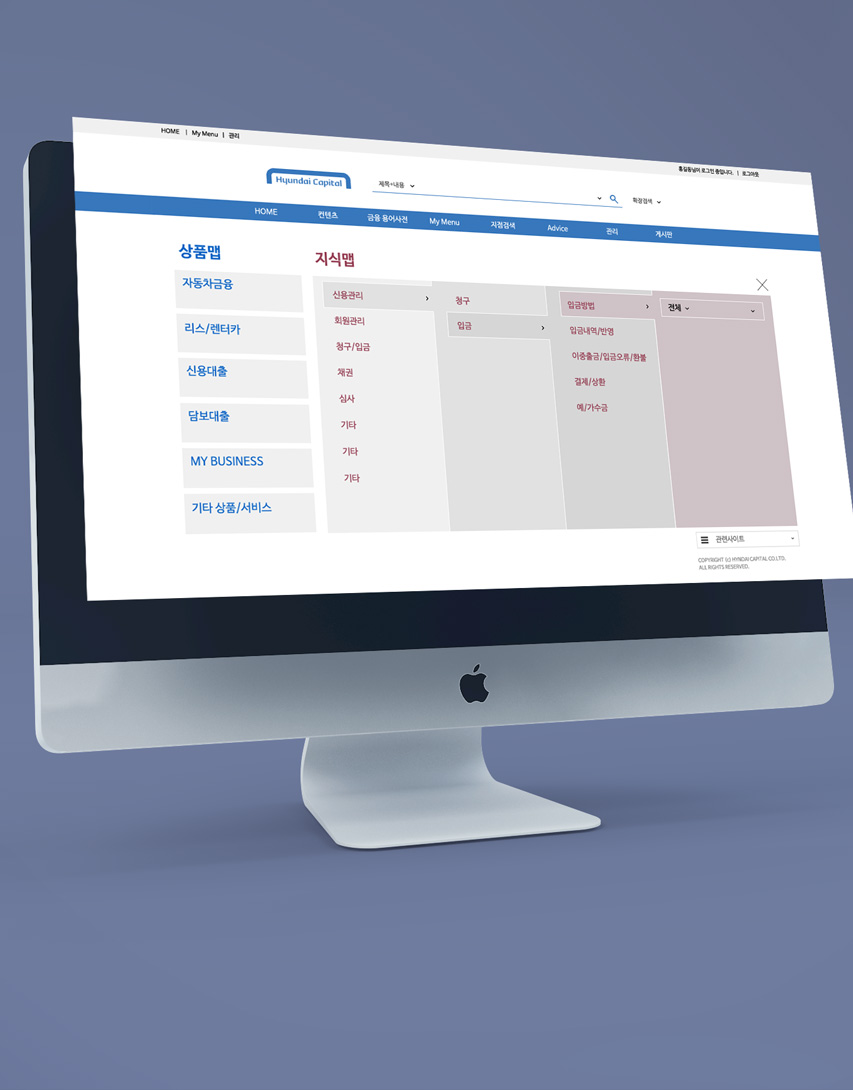 HOME | My Menu | 관리
홍길동님이 로그인 중입니다. | 로그아웃
Hyundai Capital
제목+내용
확장검색
HOME 컨텐츠 금융 용어사전 My Menu 지점검색 Advice 관리 게시판
상품맵
자동차금융
리스/렌터카
신용대출
담보대출
MY BUSINESS
기타 상품/서비스
지식맵
신용관리
회원관리
청구/입금
채권
심사
기타
기타
기타
청구
입금
입금방법
입금내역/반영
이중출금/입금오류/환불
결제/상환
예/가수금
전체
관련사이트
COPYRIGHT (c) HYNDAI CAPITAL CO.LTD.
ALL RIGHTS RESERVED.